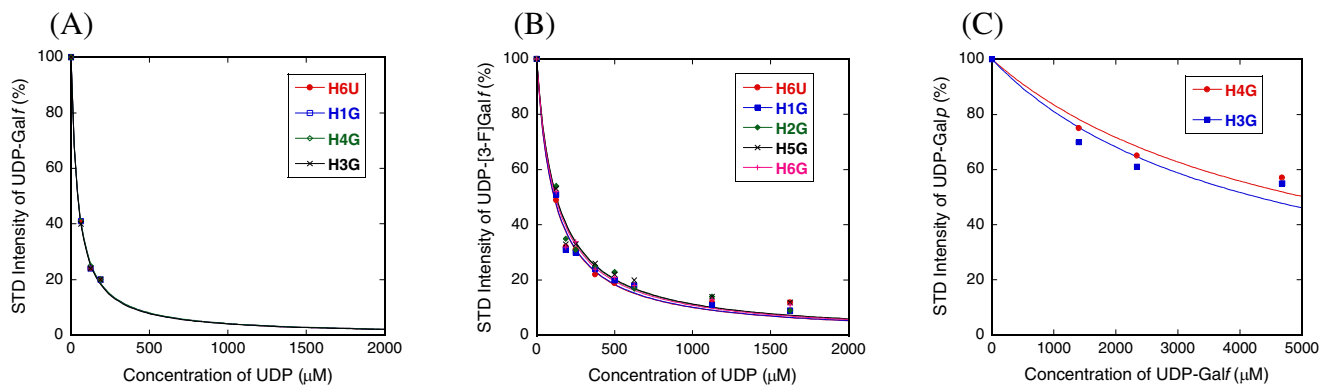 (A)
STD Intensity of UDP-Galf (%)
100
80
60
40
20
0
H6U
H1G
H4G
H3G
0 500 1000 1500 2000
Concentration of UDP (μM)
(B)
STD Intensity of UDP-[3-F]Galf (%)
100
80
60
40
20
0
H6U
H1G
H2G
H5G
H6G
0 500 1000 1500 2000
Concentration of UDP (μM)
(C)
STD Intensity of UDP-Galp (%)
100
80
60
40
20
0
H4G
H3G
0 1000 2000 3000 4000 5000
Concentration of UDP-Galf (μM)